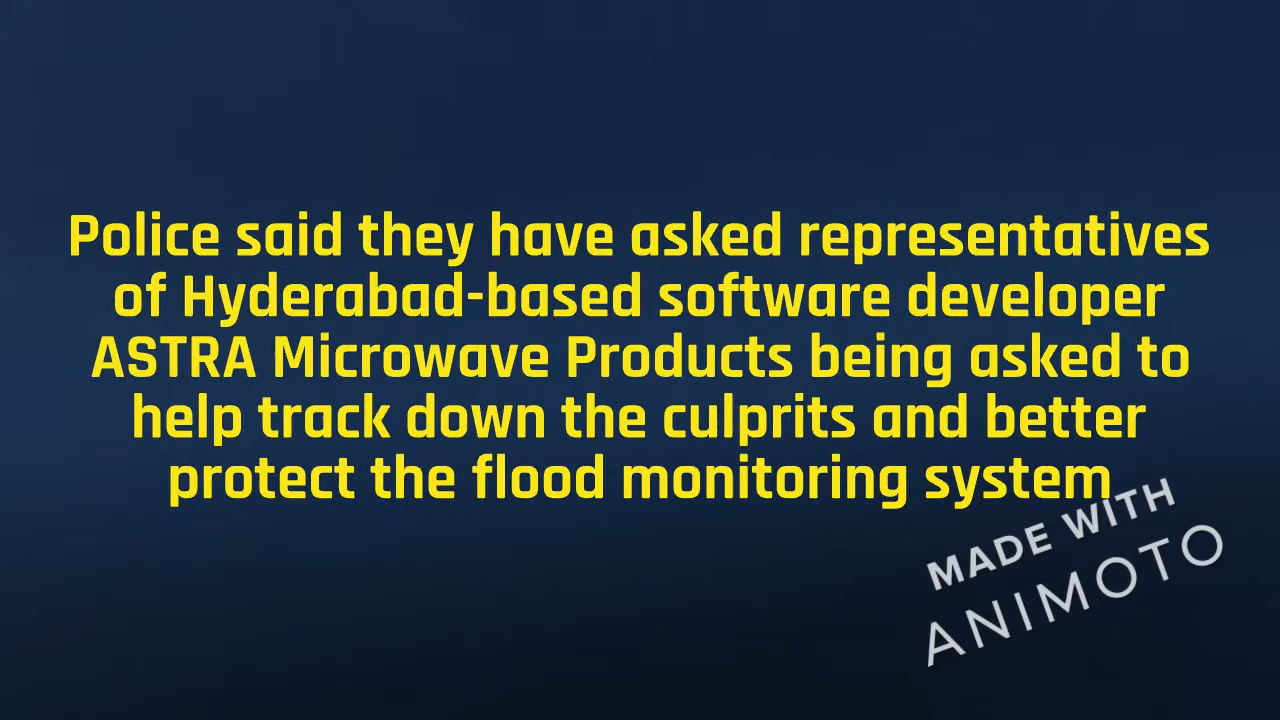 Police said they have asked representatives
of Hyderabad-based software developer
ASTRA Microwave Products being asked to
help track down the culprits and better
protect the flood monitoring system
MADE WITH
ANIMOTO